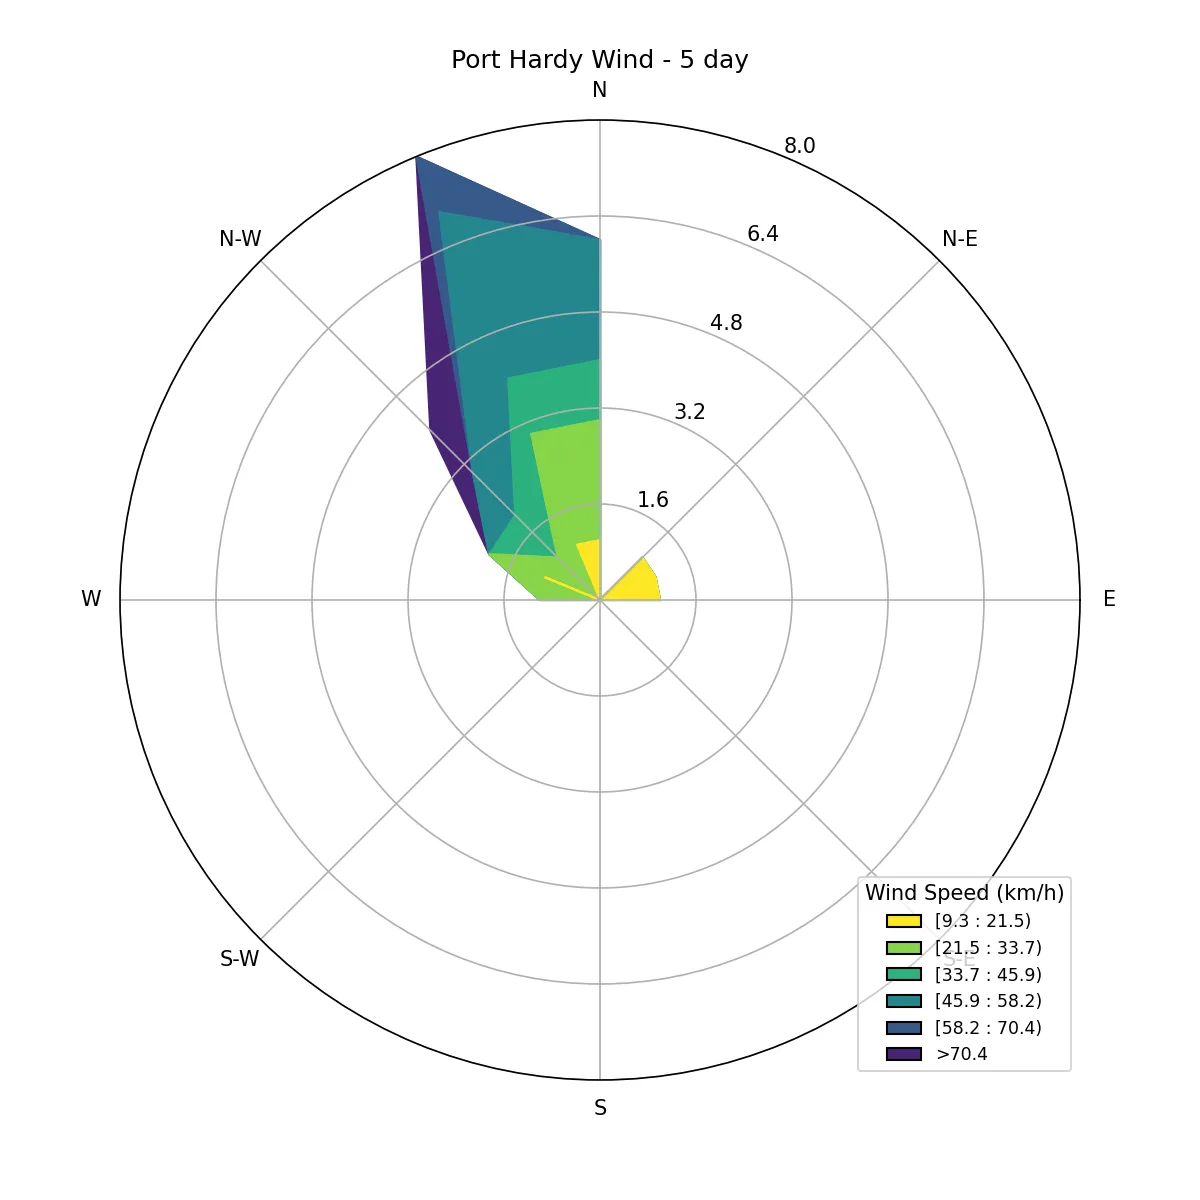 Port Hardy Wind - 5 day
N
8.0
6.4
N-W
N-E
4.8
3.2
1.6
W
E
Wind Speed (km/h)
[9.3 : 21.5)
[21.5 : 33.7)
S-W
S-E
[33.7 : 45.9)
[45.9 : 58.2)
[58.2 : 70.4)
>70.4
S